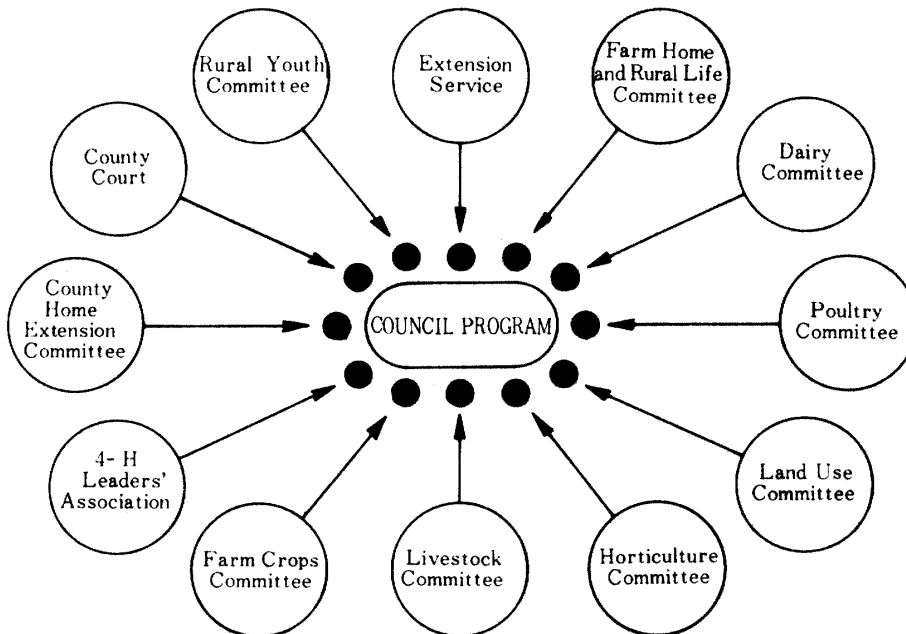 Rural Youth
Committee
Extension
Service
Farm Home
and Rural Life
Committee
County
Court
Dairy
Committee
County
Home
Extension
Committee
COUNCIL PROGRAM
Poultry
Committee
4-H
Leaders'
Association
Land Use
Committee
Farm Crops
Committee
Livestock
Committee
Horticulture
Committee